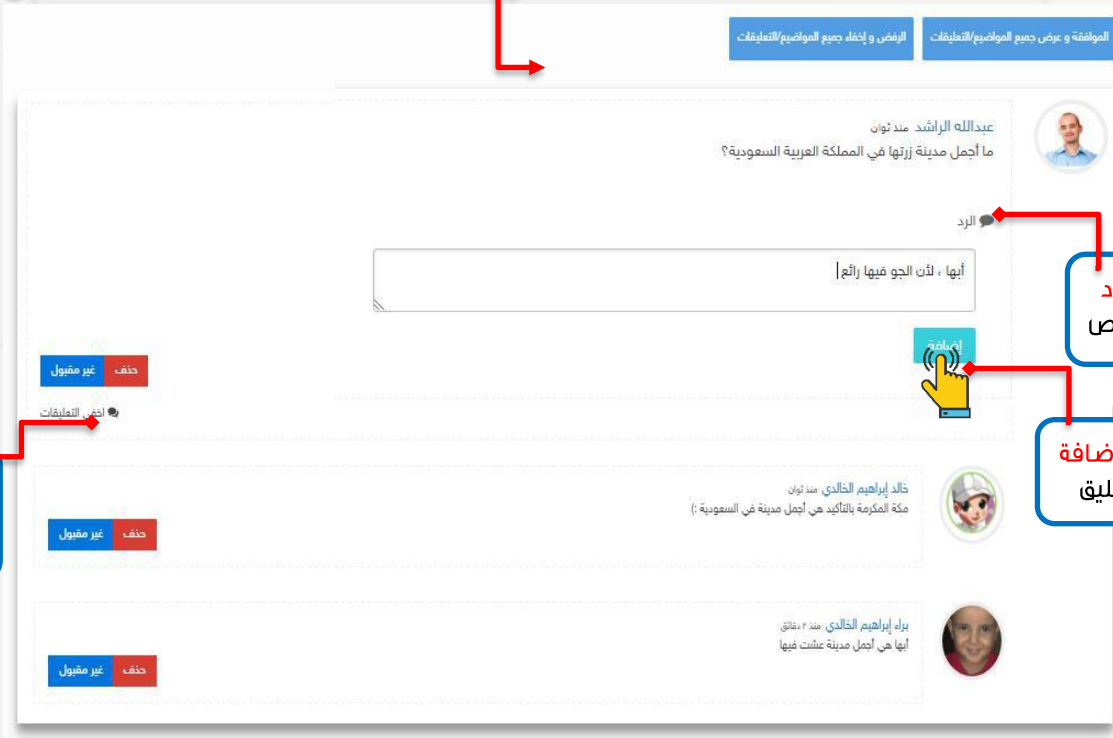 الموافقة و عرض جميع المواضيع/التعليقات
الرفض و إخفاء جميع المواضيع/التعليقات
عبدالله الراشد منذ ثوان
ما أجمل مدينة زرتها في المملكة العربية السعودية؟
الرد
أبها ، لأن الجو فيها رائع
إضافة
حذف
غير مقبول
اخفي التعليقات
خالد إبراهيم الخالدي منذ ثوان
مكة المكرمة بالتأكيد هي أجمل مدينة في السعودية :)
حذف
غير مقبول
براء إبراهيم الخالدي منذ ٢ دقائق
أبها هي أجمل مدينة عشت فيها
حذف
غير مقبول